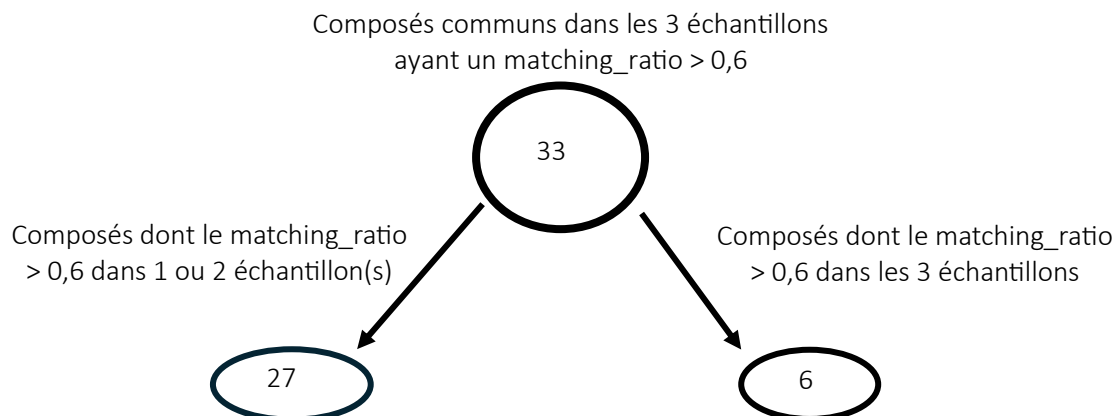 Composés communs dans les 3 échantillons
ayant un matching_ratio > 0,6
33
Composés dont le matching_ratio
> 0,6 dans 1 ou 2 échantillon(s)
Composés dont le matching_ratio
> 0,6 dans les 3 échantillons
27
6